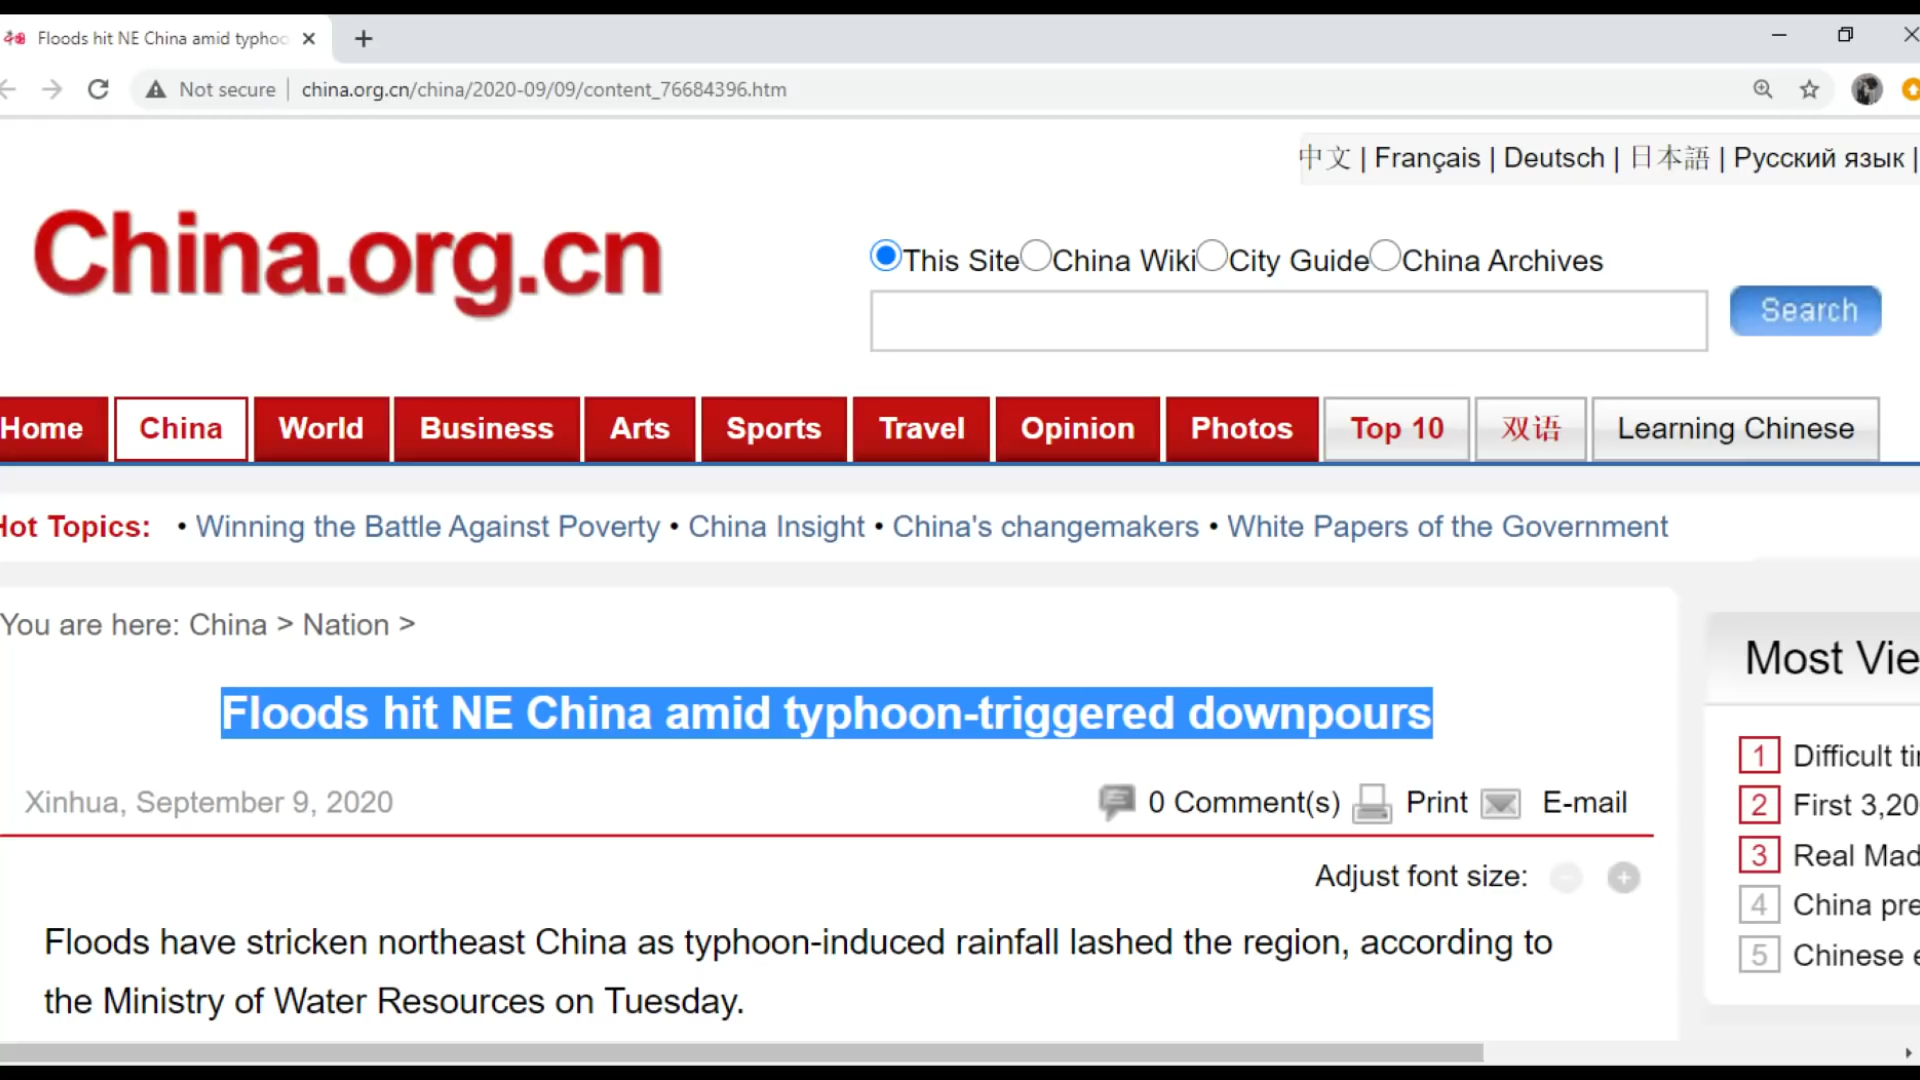 Floods hit NE China amid typhoo
Not secure | china.org.cn/china/2020-09/09/content_76684396.htm
中文 | Français | Deutsch | 日本語 | Русский язык |
China.org.cn
This Site China Wiki City Guide China Archives
Search
Home China World Business Arts Sports Travel Opinion Photos Top 10 双语 Learning Chinese
Hot Topics: • Winning the Battle Against Poverty • China Insight • China's changemakers • White Papers of the Government
You are here: China > Nation >
Floods hit NE China amid typhoon-triggered downpours
Xinhua, September 9, 2020
0 Comment(s) Print E-mail
Adjust font size:
Floods have stricken northeast China as typhoon-induced rainfall lashed the region, according to
the Ministry of Water Resources on Tuesday.
Most Vie
1 Difficult ti
2 First 3,20
3 Real Mad
4 China pre
5 Chinese e